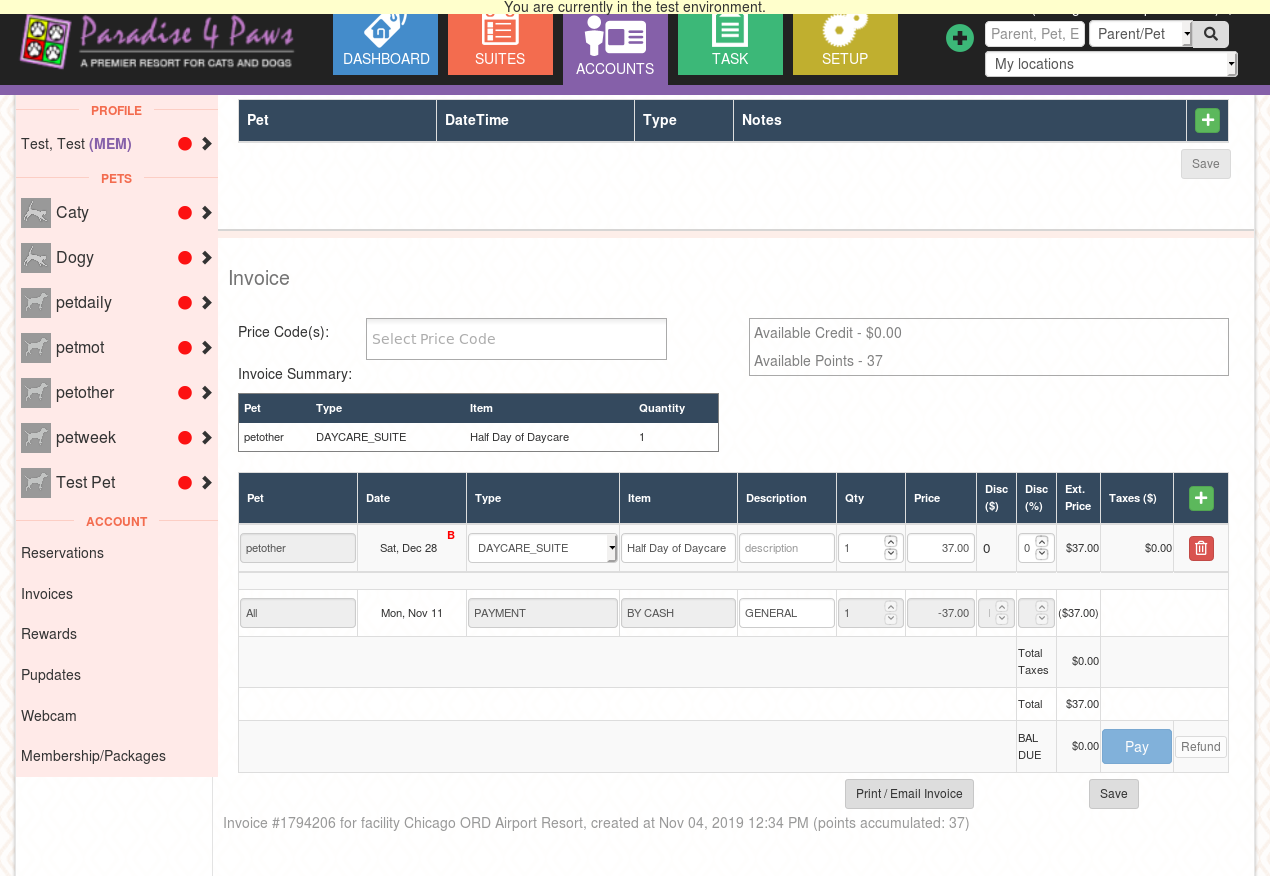 You are currently in the test environment.
Paradise 4 Paws
A PREMIER RESORT FOR CATS AND DOGS
DASHBOARD
SUITES
ACCOUNTS
TASK
SETUP
Parent, Pet, E
Parent/Pet
My locations
PROFILE
Test, Test (MEM)
PETS
Caty
Dogy
petdaily
petmot
petother
petweek
Test Pet
ACCOUNT
Reservations
Invoices
Rewards
Pupdates
Webcam
Membership/Packages
Pet DateTime Type Notes
Save
Invoice
Price Code(s): Select Price Code
Available Credit - $0.00
Available Points - 37
Invoice Summary:
Pet Type Item Quantity
petother DAYCARE_SUITE Half Day of Daycare 1
Pet Date Type Item Description Qty Price Disc ($) Disc (%) Ext. Price Taxes ($)
petother Sat, Dec 28 B DAYCARE_SUITE Half Day of Daycare description 1 37.00 0 0 $37.00 $0.00
All Mon, Nov 11 PAYMENT BY CASH GENERAL 1 -37.00 ($37.00)
Total Taxes $0.00
Total $37.00
BAL DUE $0.00 Pay Refund
Print / Email Invoice Save
Invoice #1794206 for facility Chicago ORD Airport Resort, created at Nov 04, 2019 12:34 PM (points accumulated: 37)